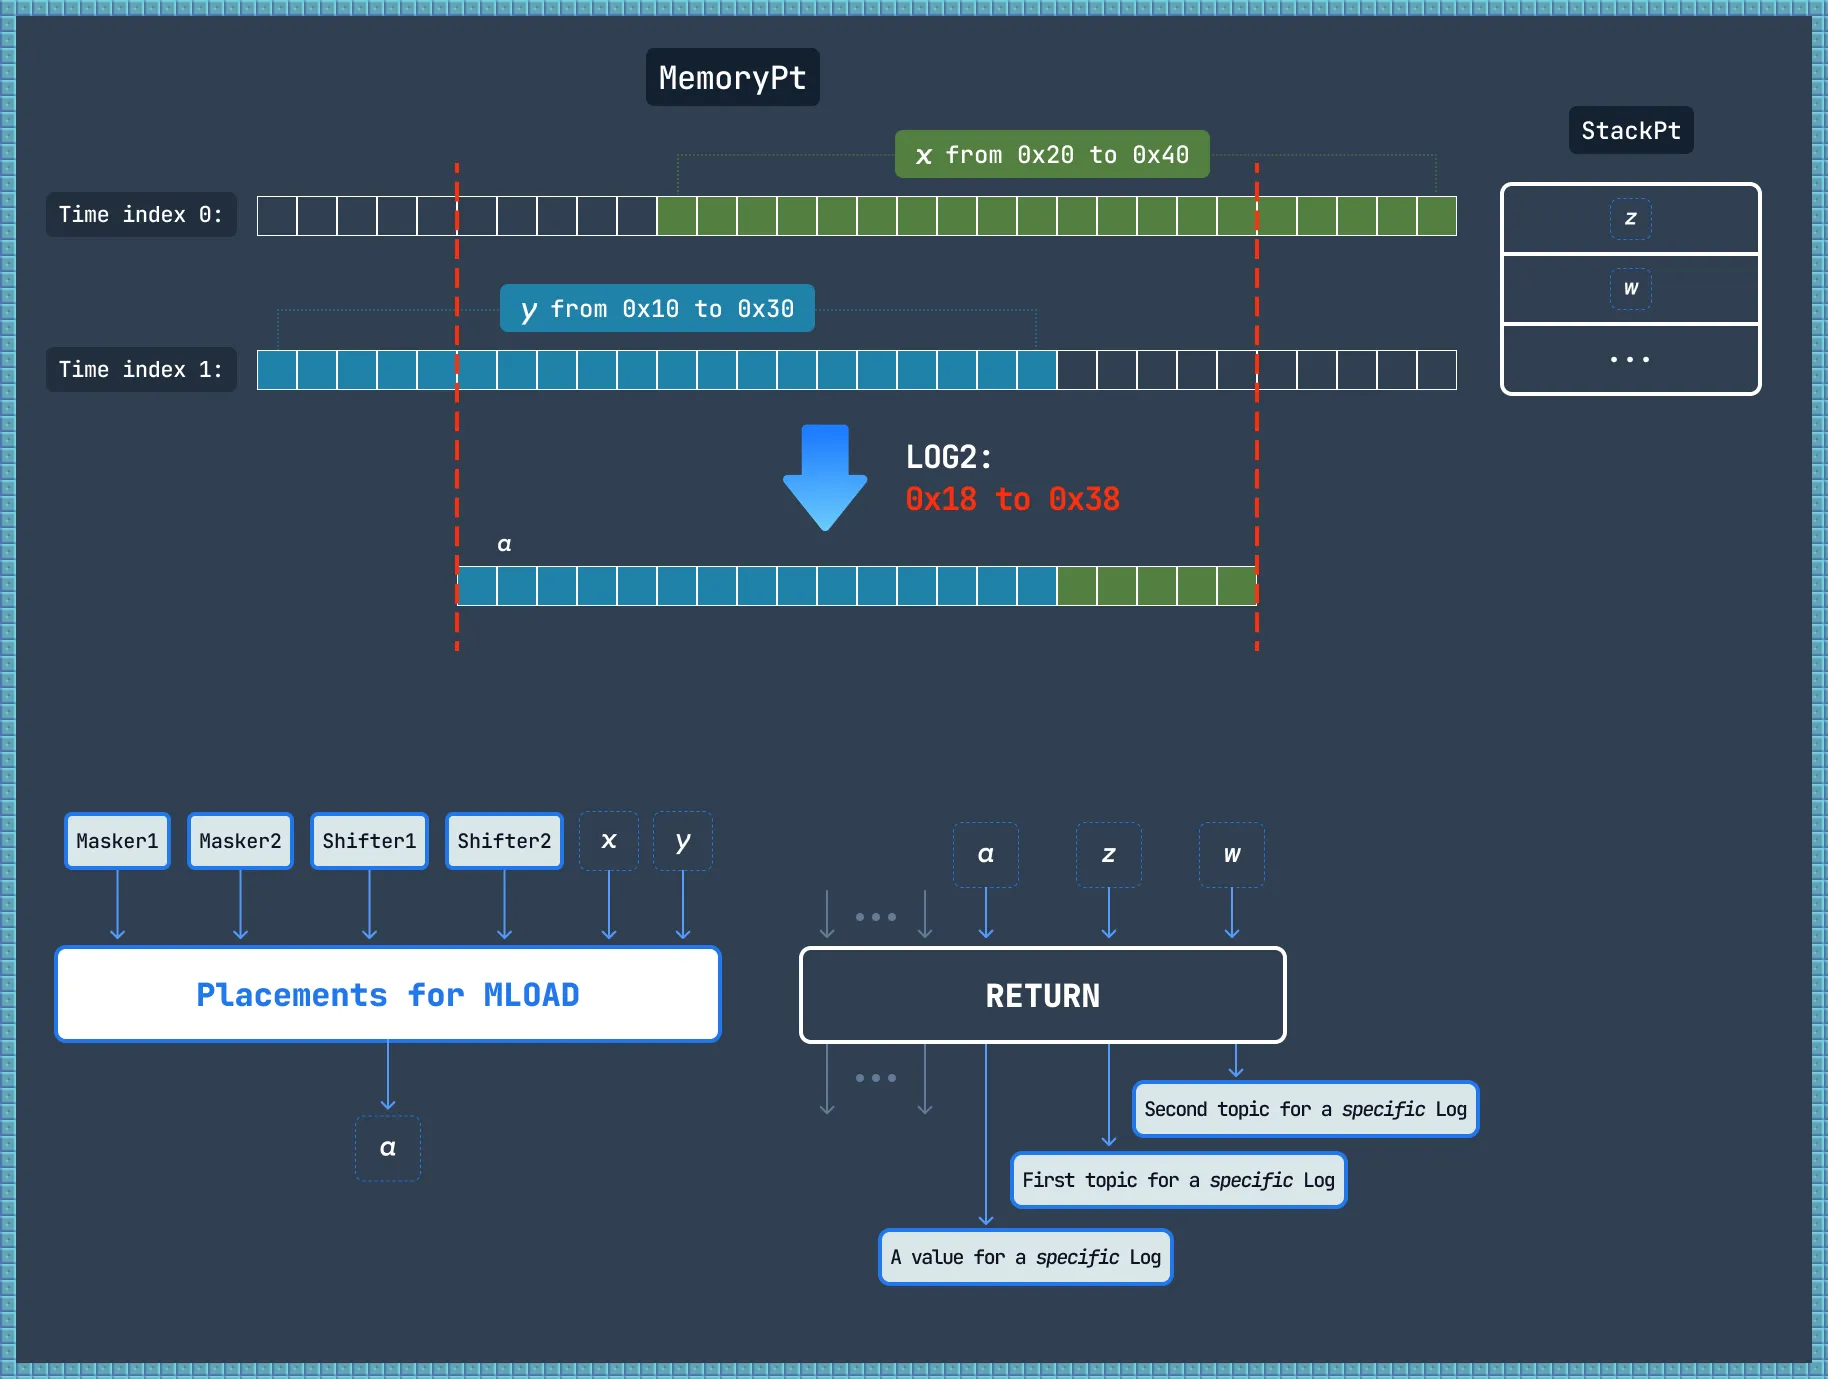 MemoryPt
StackPt
x from 0x20 to 0x40
Time index 0:
z
w
...
y from 0x10 to 0x30
Time index 1:
LOG2:
0x18 to 0x38
a
Masker1 Masker2 Shifter1 Shifter2 x y
Placements for MLOAD
a
a z w
...
RETURN
...
Second topic for a specific Log
First topic for a specific Log
A value for a specific Log